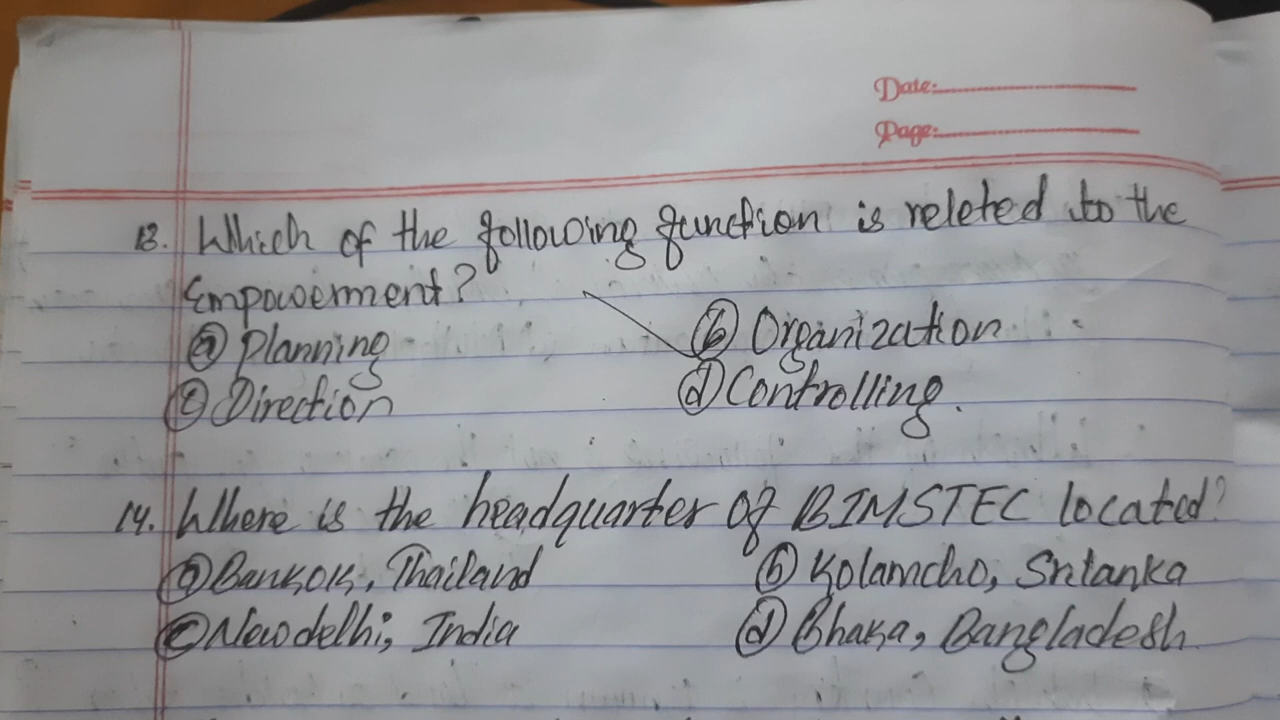 Date:
Page:
13. Which of the following function is releted to the
Empowerment?
(a) Planning (b) Organization
(c) Direction (d) Controlling.
14. Where is the headquarter of BIMSTEC located?
(a) Bankok, Thailand (b) Kolamcho, Srilanka
(c) Newdelhi, India (d) Dhaka, Bangladesh